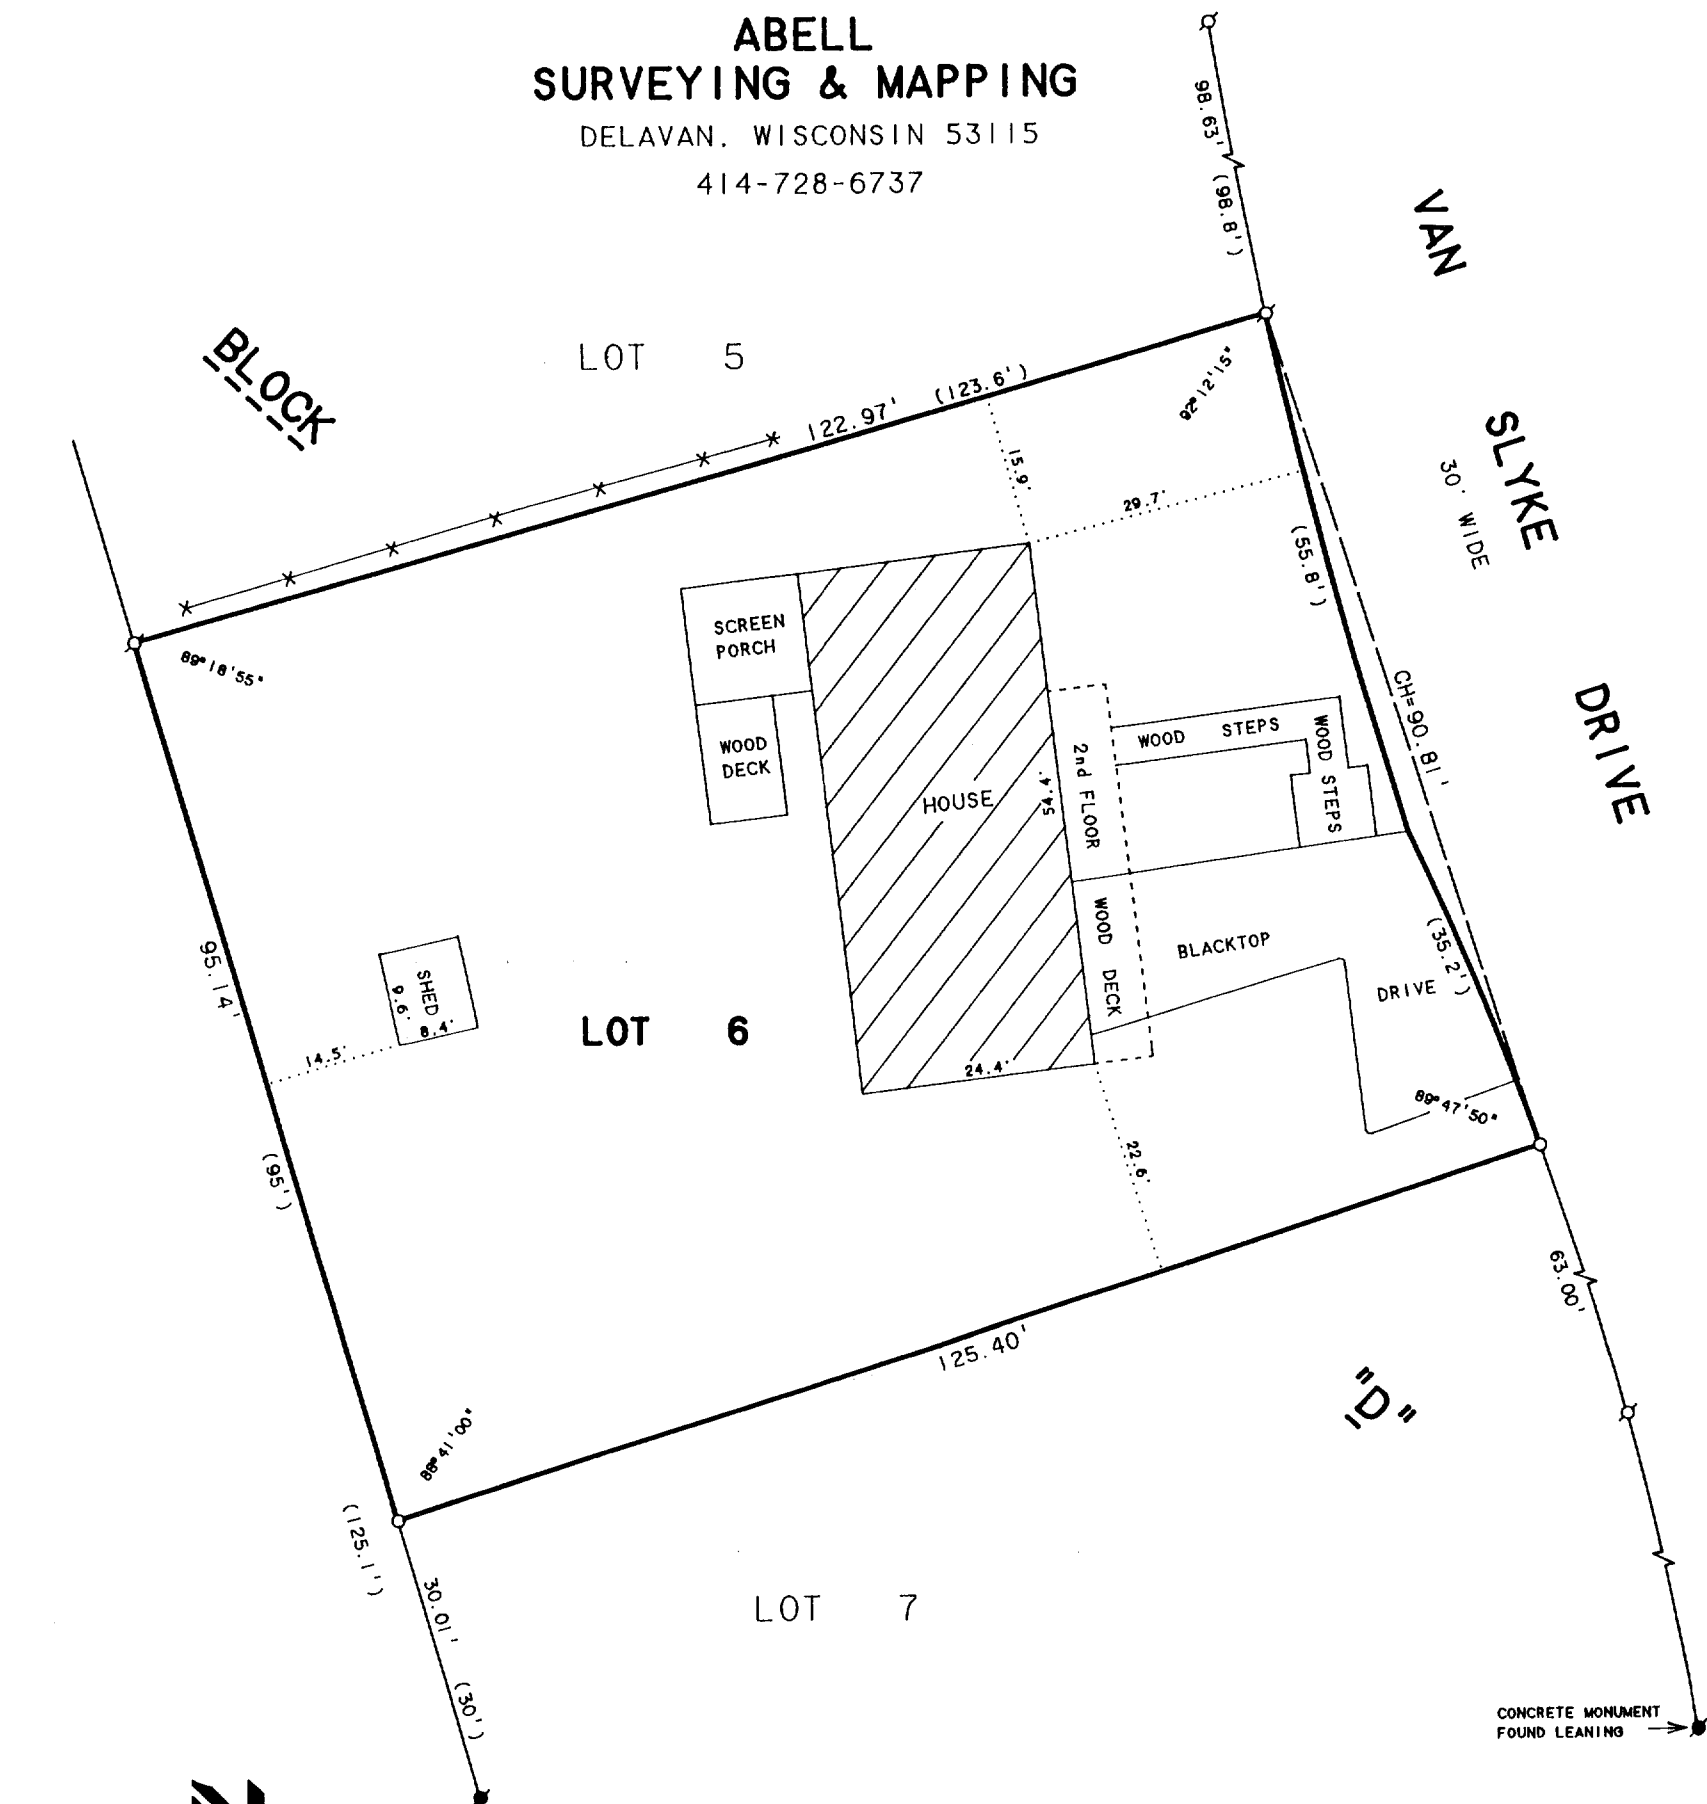 ABELL
SURVEYING & MAPPING
DELAVAN, WISCONSIN 53115
414-728-6737
98.63' (98.8')
VAN
SLYKE
DRIVE
30' WIDE
BLOCK
LOT 5
122.97' (123.6')
92°12'15"
15.9'
29.7'
(55.8')
89°18'55"
SCREEN
PORCH
WOOD
DECK
HOUSE
54.4'
24.4'
2nd FLOOR
WOOD DECK
WOOD STEPS
WOOD STEPS
CH=90.81'
BLACKTOP
DRIVE
(35.2')
95.14'
(95')
SHED
9.6'
8.4'
14.5'
LOT 6
89°47'50"
22.6'
125.40'
63.00'
"D"
88°41'00"
(125.1')
30.01'
(30')
LOT 7
CONCRETE MONUMENT
FOUND LEANING